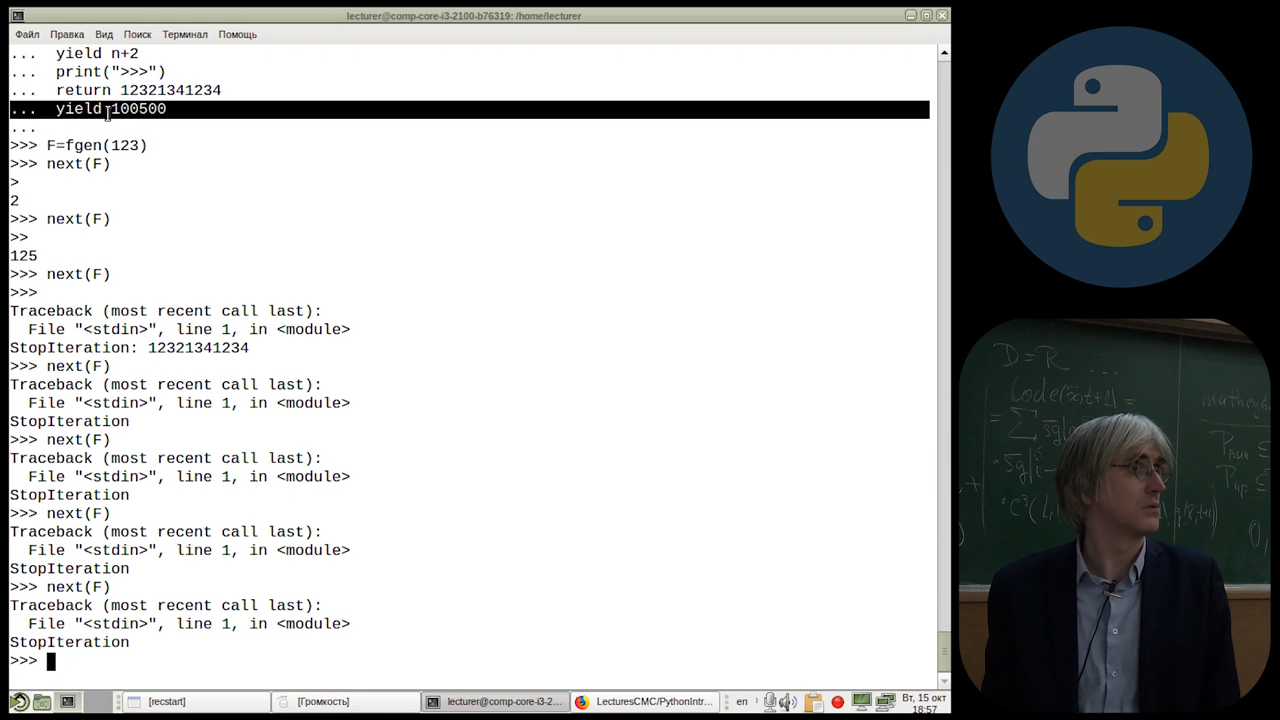 lecturer@comp-core-i3-2100-b76319: /home/lecturer
Файл Правка Вид Поиск Терминал Помощь
... yield n+2
... print(">>>")
... return 12321341234
... yield 100500
...
>>> F=fgen(123)
>>> next(F)
>
2
>>> next(F)
>>
125
>>> next(F)
>>>
Traceback (most recent call last):
File "<stdin>", line 1, in <module>
StopIteration: 12321341234
>>> next(F)
Traceback (most recent call last):
File "<stdin>", line 1, in <module>
StopIteration
>>> next(F)
Traceback (most recent call last):
File "<stdin>", line 1, in <module>
StopIteration
>>> next(F)
Traceback (most recent call last):
File "<stdin>", line 1, in <module>
StopIteration
>>> next(F)
Traceback (most recent call last):
File "<stdin>", line 1, in <module>
StopIteration
>>>
[recstart]
[Громкость]
lecturer@comp-core-i3-2...
LecturesCMC/PythonIntr...
en
Вт, 15 окт
18:57
D = R ...
Code(